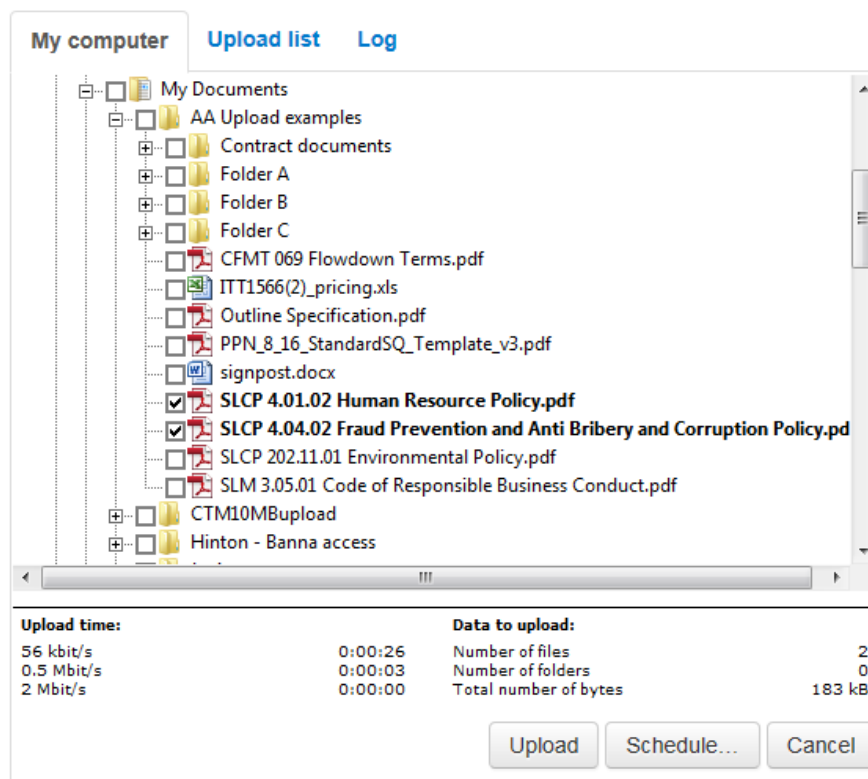 My computer Upload list Log
My Documents
AA Upload examples
Contract documents
Folder A
Folder B
Folder C
CFMT 069 Flowdown Terms.pdf
ITT1566(2)_pricing.xls
Outline Specification.pdf
PPN_8_16_StandardSQ_Template_v3.pdf
signpost.docx
SLCP 4.01.02 Human Resource Policy.pdf
SLCP 4.04.02 Fraud Prevention and Anti Bribery and Corruption Policy.pd
SLCP 202.11.01 Environmental Policy.pdf
SLM 3.05.01 Code of Responsible Business Conduct.pdf
CTM10MBupload
Hinton - Banna access
Upload time: Data to upload:
56 kbit/s 0:00:26 Number of files 2
0.5 Mbit/s 0:00:03 Number of folders 0
2 Mbit/s 0:00:00 Total number of bytes 183 kB
Upload Schedule... Cancel